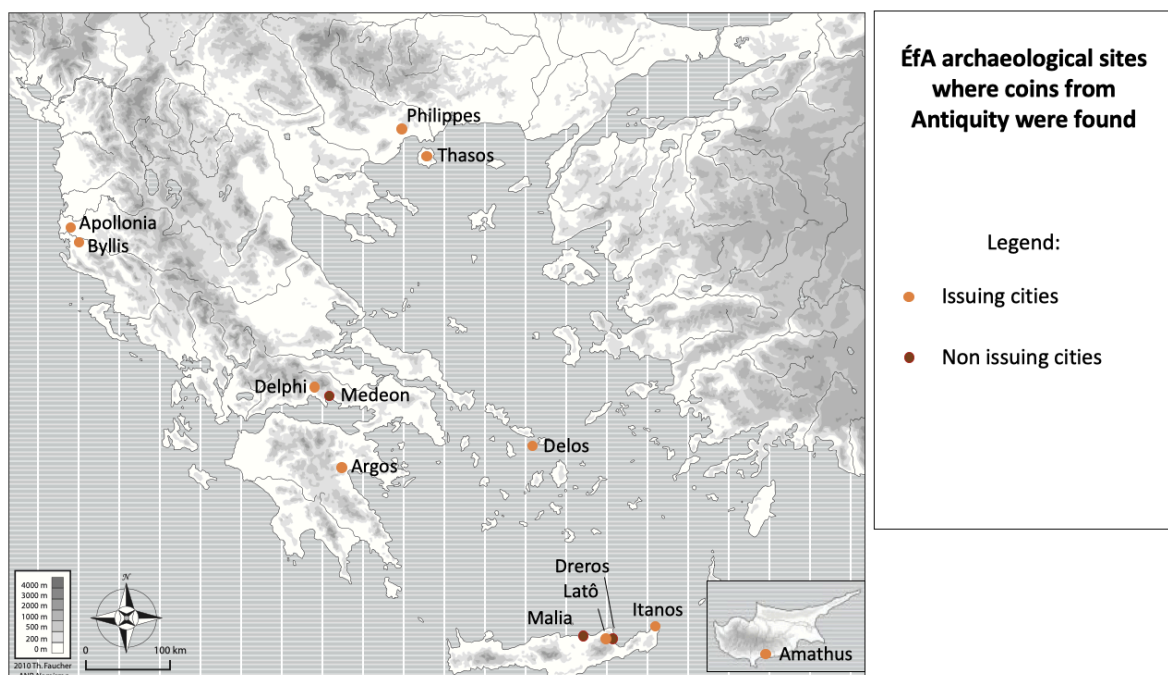 ÉfA archaeological sites
where coins from
Antiquity were found
Legend:
Issuing cities
Non issuing cities
Philippes
Thasos
Apollonia
Byllis
Delphi
Medeon
Delos
Argos
Dreros
Latô
Malia
Itanos
Amathus
N
4000 m
3000 m
2000 m
1000 m
500 m
200 m
0 m
0 100 km
2010 Th. Faucher